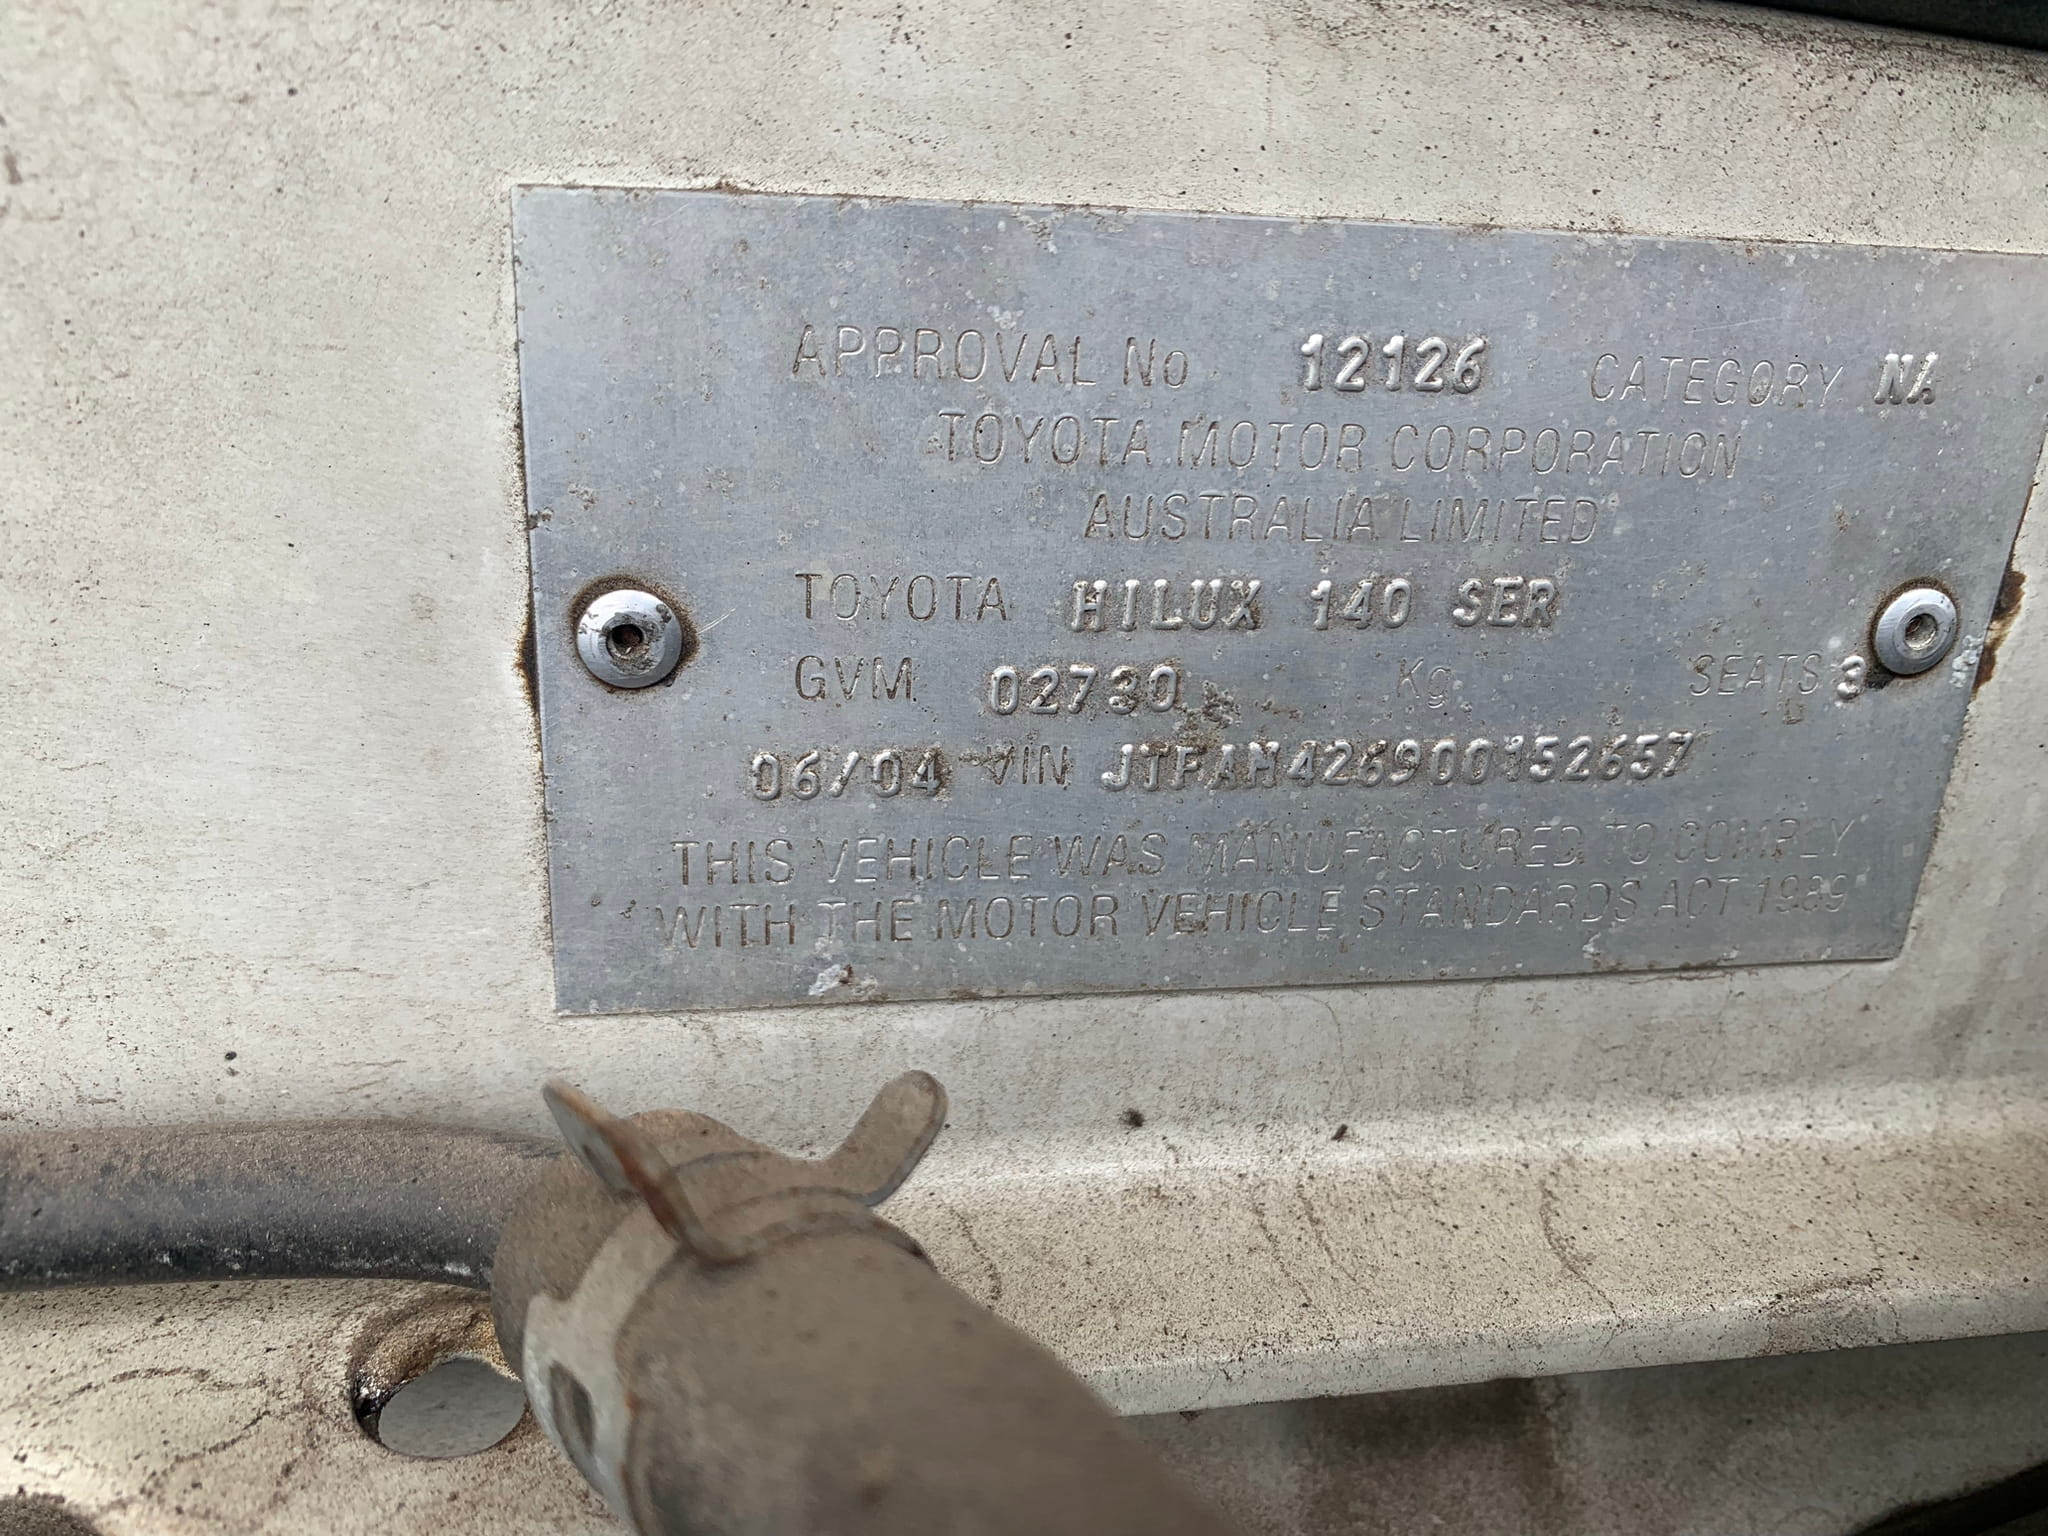 APPROVAL No 12126 CATEGORY NA
TOYOTA MOTOR CORPORATION
AUSTRALIA LIMITED
TOYOTA HILUX 140 SER
GVM 02730 Kg SEATS 3
06/04 VIN JTFAM426900152657
THIS VEHICLE WAS MANUFACTURED TO COMPLY
WITH THE MOTOR VEHICLE STANDARDS ACT 1989